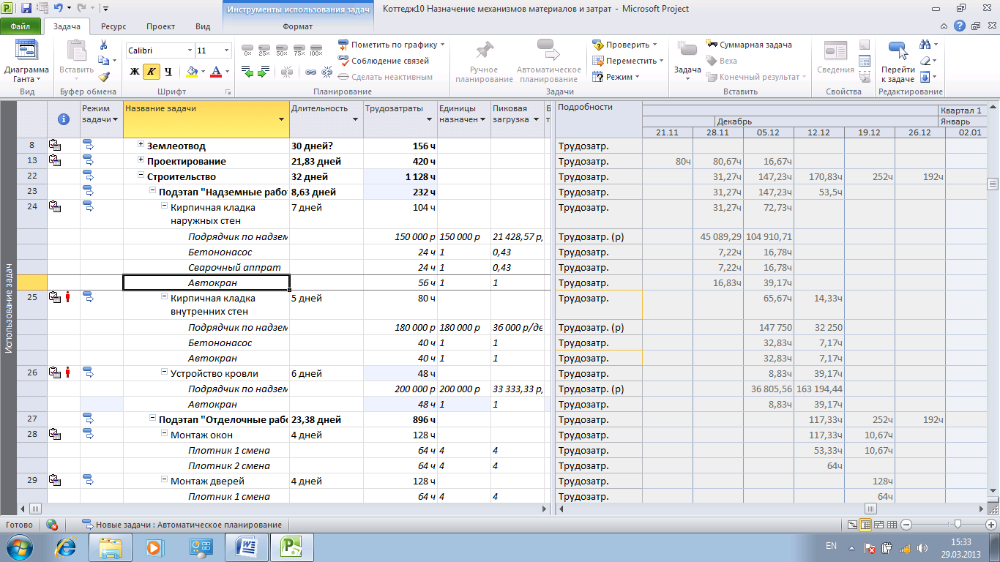 Инструменты использования задач
Коттедж10 Назначение механизмов материалов и затрат - Microsoft Project
Файл Задача Ресурс Проект Вид Формат
Диаграмма Ганта
Вставить
Calibri 11
Ж К Ч
0% 25% 50% 75% 100%
Пометить по графику
Соблюдение связей
Сделать неактивным
Ручное планирование
Автоматическое планирование
Проверить
Переместить
Режим
Задача
Суммарная задача
Веха
Конечный результат
Сведения
Перейти к задаче
Вид Буфер обмена Шрифт Планирование Задачи Вставить Свойства Редактирование
Режим задачи Название задачи Длительность Трудозатраты Единицы назначен Пиковая загрузка Подробности
Квартал 1
Декабрь Январь
21.11 28.11 05.12 12.12 19.12 26.12 02.01
8 Землеотвод 30 дней? 156 ч Трудозатр.
13 Проектирование 21,83 дней 420 ч Трудозатр. 80ч 80,67ч 16,67ч
22 Строительство 32 дней 1 128 ч Трудозатр. 31,27ч 147,23ч 170,83ч 252ч 192ч
23 Подэтап "Надземные рабо 8,63 дней 232 ч Трудозатр. 31,27ч 147,23ч 53,5ч
24 Кирпичная кладка наружных стен 7 дней 104 ч Трудозатр. 31,27ч 72,73ч
Подрядчик по надзем 150 000 р 150 000 р 21 428,57 р, Трудозатр. (р) 45 089,29 104 910,71
Бетононасос 24 ч 1 0,43 Трудозатр. 7,22ч 16,78ч
Сварочный аппрат 24 ч 1 0,43 Трудозатр. 7,22ч 16,78ч
Автокран 56 ч 1 1 Трудозатр. 16,83ч 39,17ч
25 Кирпичная кладка внутренних стен 5 дней 80 ч Трудозатр. 65,67ч 14,33ч
Подрядчик по надзем 180 000 р 180 000 р 36 000 р/де Трудозатр. (р) 147 750 32 250
Бетононасос 40 ч 1 1 Трудозатр. 32,83ч 7,17ч
Автокран 40 ч 1 1 Трудозатр. 32,83ч 7,17ч
26 Устройство кровли 6 дней 48 ч Трудозатр. 8,83ч 39,17ч
Подрядчик по надзем 200 000 р 200 000 р 33 333,33 р, Трудозатр. (р) 36 805,56 163 194,44
Автокран 48 ч 1 1 Трудозатр. 8,83ч 39,17ч
27 Подэтап "Отделочные рабо 23,38 дней 896 ч Трудозатр. 117,33ч 252ч 192ч
28 Монтаж окон 4 дней 128 ч Трудозатр. 117,33ч 10,67ч
Плотник 1 смена 64 ч 4 4 Трудозатр. 53,33ч 10,67ч
Плотник 2 смена 64 ч 4 4 Трудозатр. 64ч
29 Монтаж дверей 4 дней 128 ч Трудозатр. 128ч
Плотник 1 смена 64 ч 4 4 Трудозатр. 64ч
Использование задач
Готово Новые задачи : Автоматическое планирование
EN 15:33
29.03.2013